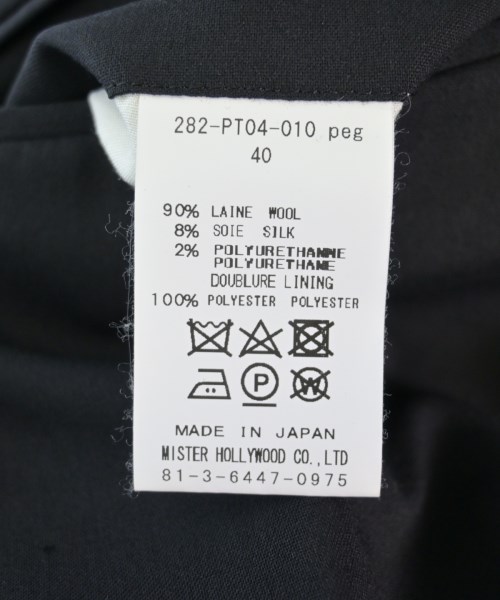 282-PT04-010 peg
40
90% LAINE WOOL
8% SOIE SILK
2% POLYURETHANNE
POLYURETHANE
DOUBLURE LINING
100% POLYESTER POLYESTER
P W
MADE IN JAPAN
MISTER HOLLYWOOD CO.,LTD
81-3-6447-0975